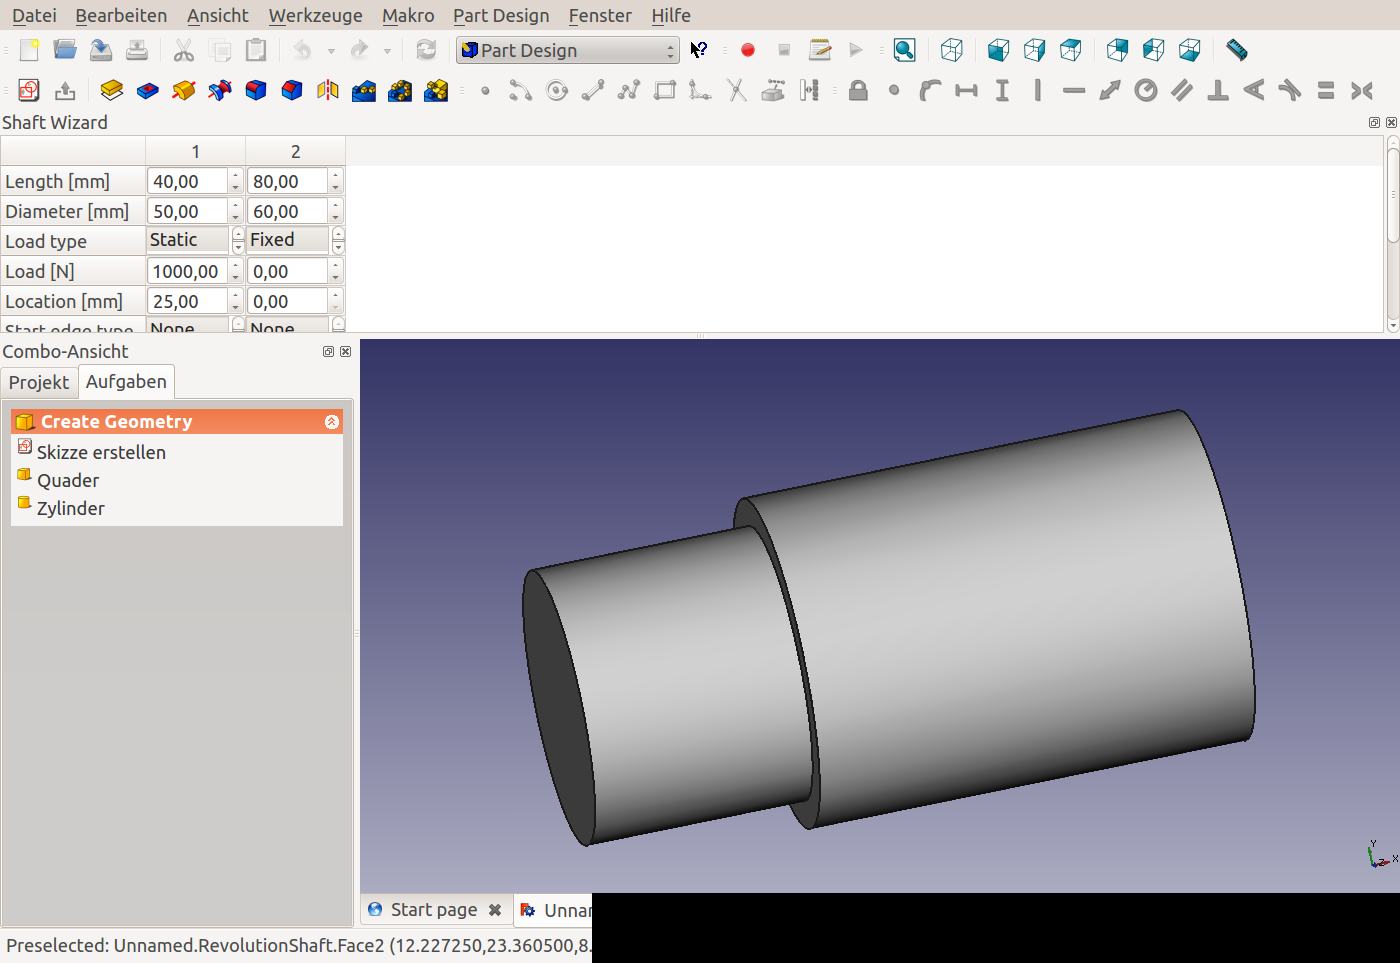 Datei Bearbeiten Ansicht Werkzeuge Makro Part Design Fenster Hilfe
Part Design
Shaft Wizard
1 2
Length [mm] 40,00 80,00
Diameter [mm] 50,00 60,00
Load type Static Fixed
Load [N] 1000,00 0,00
Location [mm] 25,00 0,00
Start edge type None None
Combo-Ansicht
Projekt Aufgaben
Create Geometry
Skizze erstellen
Quader
Zylinder
Y
Z X
Start page Unnar
Preselected: Unnamed.RevolutionShaft.Face2 (12.227250,23.360500,8.